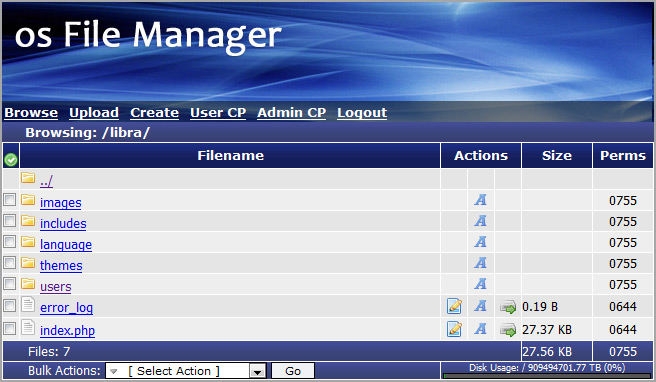 os File Manager
Browse Upload Create User CP Admin CP Logout
Browsing: /libra/
Filename Actions Size Perms
../
images A 0755
includes A 0755
language A 0755
themes A 0755
users A 0755
error_log A 0.19 B 0644
index.php A 27.37 KB 0644
Files: 7 27.56 KB 0755
Bulk Actions: [ Select Action ] Go Disk Usage: / 909494701.77 TB (0%)